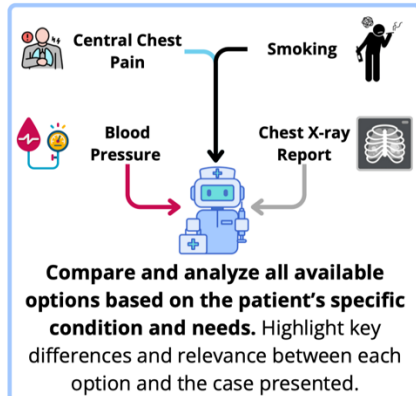 Central Chest
Pain
Smoking
Blood
Pressure
Chest X-ray
Report
Compare and analyze all available
options based on the patient's specific
condition and needs. Highlight key
differences and relevance between each
option and the case presented.